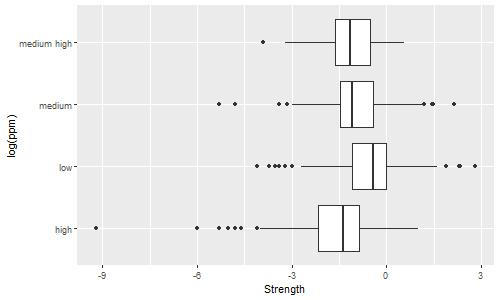 medium high
medium
low
high
log(ppm)
-9 -6 -3 0 3
Strength